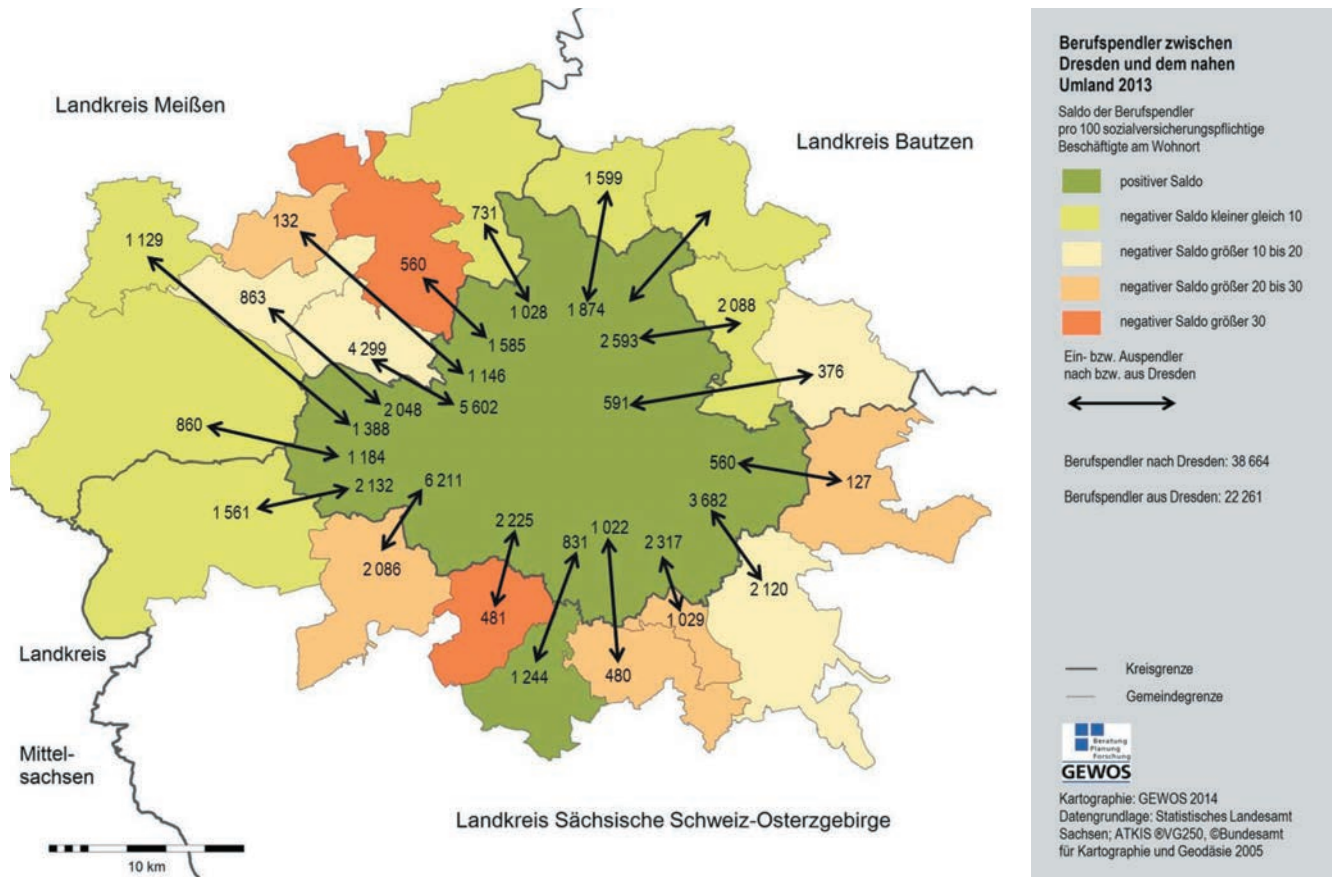 Landkreis Meißen
Landkreis Bautzen
1 599
731
132
1 129
560
863
1 028
1 874
2 088
2 593
4 299
1 585
1 146
376
591
2 048
5 602
1 388
860
1 184
560
127
6 211
2 132
3 682
1 561
2 225
1 022
831
2 317
2 086
2 120
481
1 029
1 244
480
Landkreis
Mittel-
sachsen
Landkreis Sächsische Schweiz-Osterzgebirge
10 km
Berufspendler zwischen
Dresden und dem nahen
Umland 2013
Saldo der Berufspendler
pro 100 sozialversicherungspflichtige
Beschäftigte am Wohnort
positiver Saldo
negativer Saldo kleiner gleich 10
negativer Saldo größer 10 bis 20
negativer Saldo größer 20 bis 30
negativer Saldo größer 30
Ein- bzw. Auspendler
nach bzw. aus Dresden
Berufspendler nach Dresden: 38 664
Berufspendler aus Dresden: 22 261
Kreisgrenze
Gemeindegrenze
Beratung
Planung
Forschung
GEWOS
Kartographie: GEWOS 2014
Datengrundlage: Statistisches Landesamt
Sachsen; ATKIS ®VG250, ©Bundesamt
für Kartographie und Geodäsie 2005